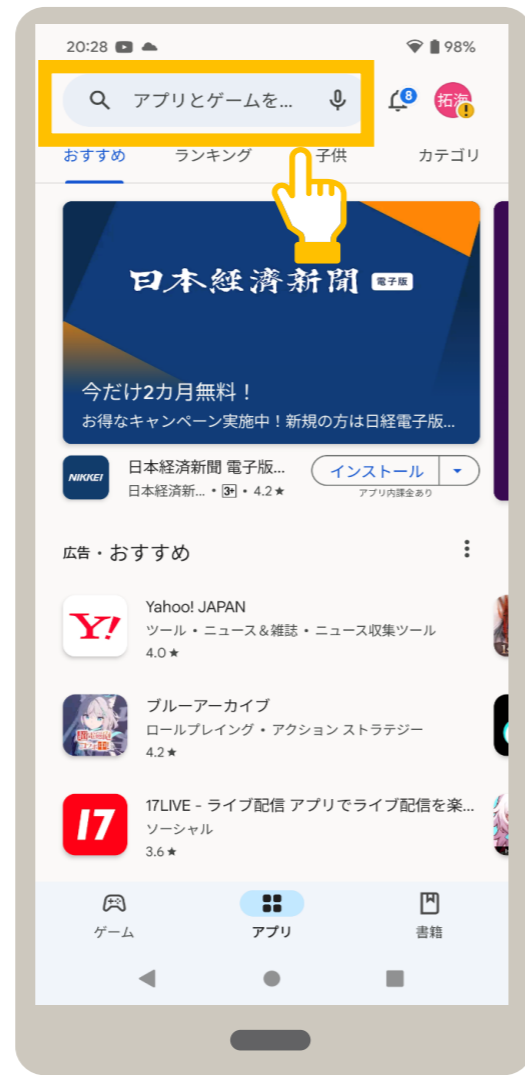 20:28 98%
アプリとゲームを... 8 拓海
おすすめ ランキング 子供 カテゴリ
日本経済新聞 電子版
今だけ2カ月無料！
お得なキャンペーン実施中！新規の方は日経電子版...
NIKKEI
日本経済新聞 電子版... インストール
日本経済新... • 3+ • 4.2★ アプリ内課金あり
広告・おすすめ
Y!
Yahoo! JAPAN
ツール • ニュース＆雑誌 • ニュース収集ツール
4.0★
ブルーアーカイブ
ロールプレイング • アクション ストラテジー
4.2★
17
17LIVE - ライブ配信 アプリでライブ配信を楽...
ソーシャル
3.6★
ゲーム アプリ 書籍